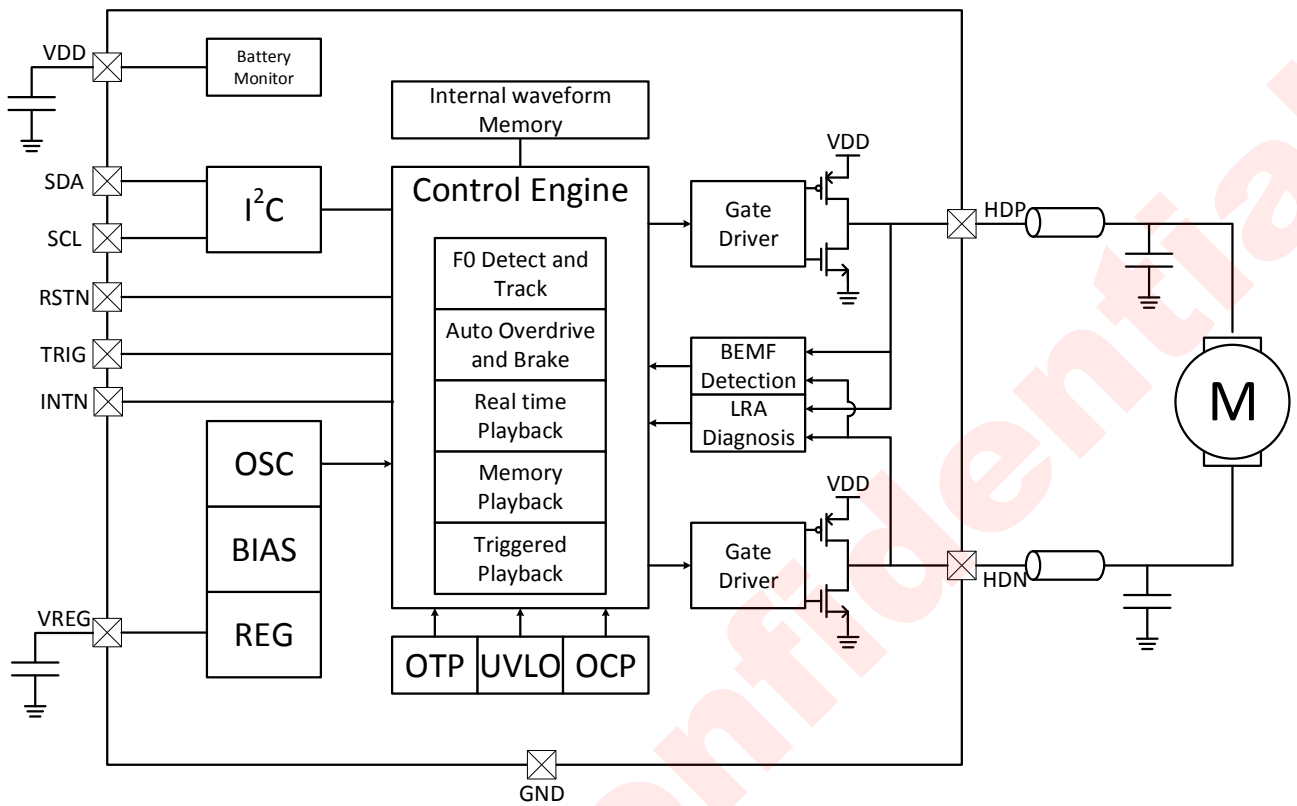 VDD
Battery
Monitor
Internal waveform
Memory
SDA
SCL
I²C
RSTN
TRIG
INTN
OSC
BIAS
REG
VREG
Control Engine
F0 Detect and
Track
Auto Overdrive
and Brake
Real time
Playback
Memory
Playback
Triggered
Playback
OTP
UVLO
OCP
Gate
Driver
VDD
HDP
BEMF
Detection
LRA
Diagnosis
M
Gate
Driver
VDD
HDN
GND
onfidential